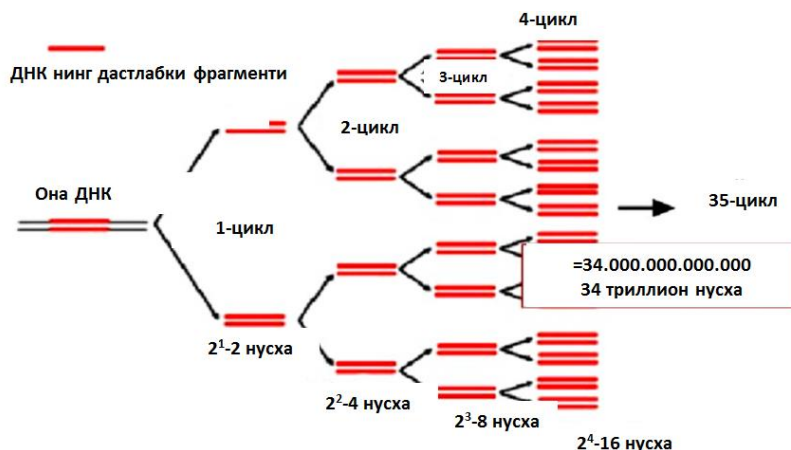 4-цикл
ДНК нинг дастлабки фрагменти
3-цикл
2-цикл
Она ДНК
35-цикл
1-цикл
=34.000.000.000.000
34 триллион нусха
2¹-2 нусха
2²-4 нусха
2³-8 нусха
2⁴-16 нусха